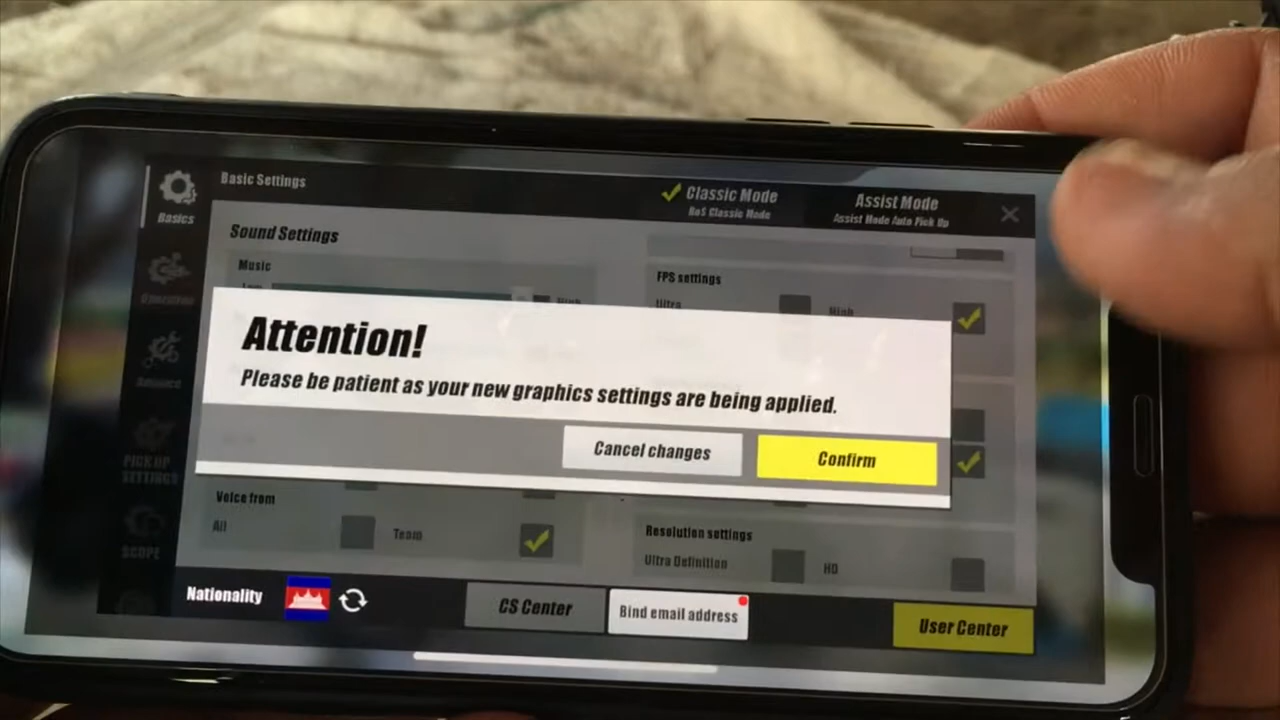 Basic Settings
Classic Mode
RoS Classic Mode
Assist Mode
Assist Mode Auto Pick Up
Basics
Sound Settings
Music
Low
High
FPS settings
Ultra
High
Attention!
Please be patient as your new graphics settings are being applied.
Cancel changes
Confirm
PICK UP
SETTINGS
SCOPE
Voice from
All
Team
Resolution settings
Ultra Definition
HD
Nationality
CS Center
Bind email address
User Center